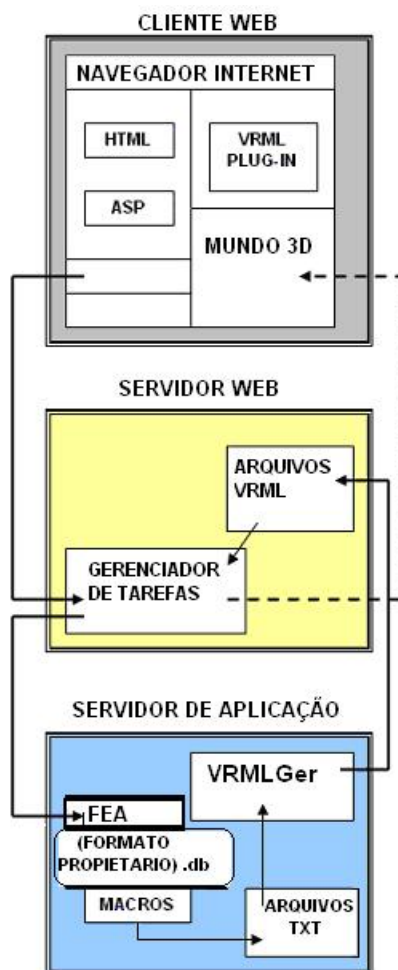 CLIENTE WEB
NAVEGADOR INTERNET
HTML
ASP
VRML
PLUG-IN
MUNDO 3D
SERVIDOR WEB
ARQUIVOS
VRML
GERENCIADOR
DE TAREFAS
SERVIDOR DE APLICAÇÃO
VRMLGer
FEA
(FORMATO
PROPIETARIO) .db
MACROS
ARQUIVOS
TXT